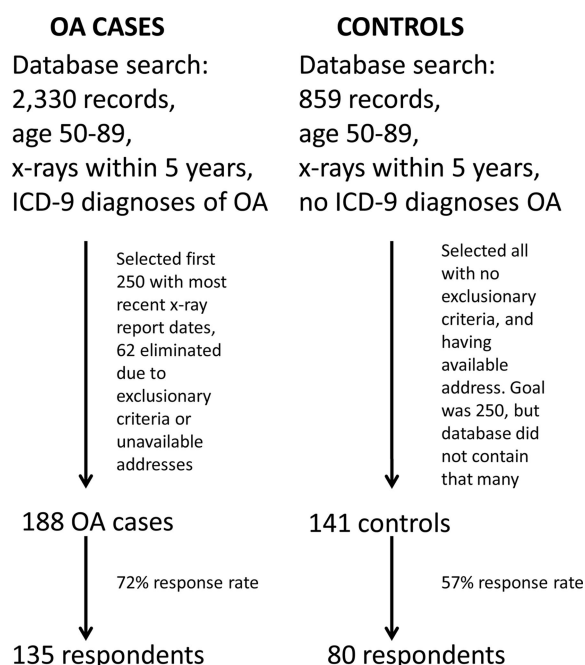 OA CASES
Database search:
2,330 records,
age 50-89,
x-rays within 5 years,
ICD-9 diagnoses of OA
Selected first
250 with most
recent x-ray
report dates,
62 eliminated
due to
exclusionary
criteria or
unavailable
addresses
188 OA cases
72% response rate
135 respondents
CONTROLS
Database search:
859 records,
age 50-89,
x-rays within 5 years,
no ICD-9 diagnoses OA
Selected all
with no
exclusionary
criteria, and
having
available
address. Goal
was 250, but
database did
not contain
that many
141 controls
57% response rate
80 respondents